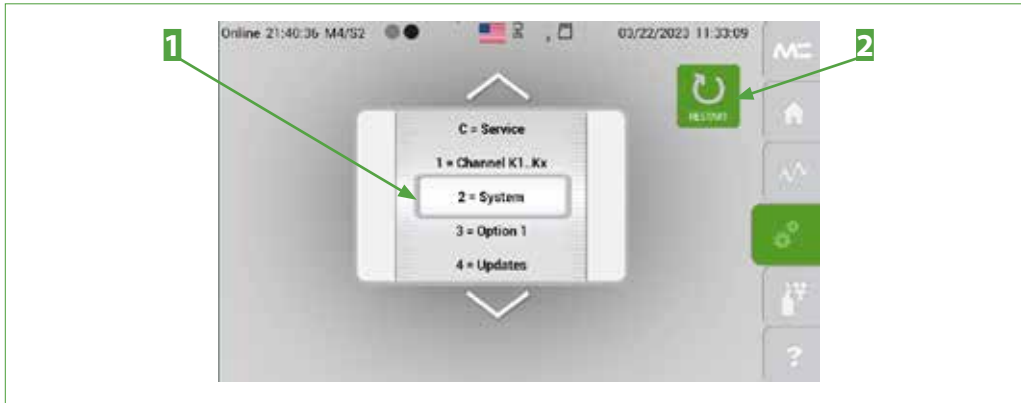 1
2
Online 21:40:36 M4/S2 03/22/2023 11:33:09
RESTART
C = Service
1 = Channel K1..Kx
2 = System
3 = Option 1
4 = Updates
?